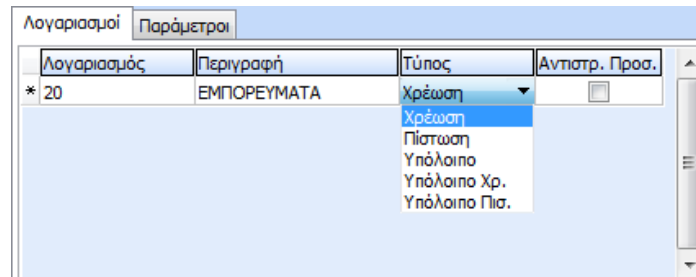 Λογαριασμοί Παράμετροι
Λογαριασμός Περιγραφή Τύπος Αντιστρ. Προσ.
* 20 ΕΜΠΟΡΕΥΜΑΤΑ Χρέωση
Χρέωση
Πίστωση
Υπόλοιπο
Υπόλοιπο Χρ.
Υπόλοιπο Πισ.